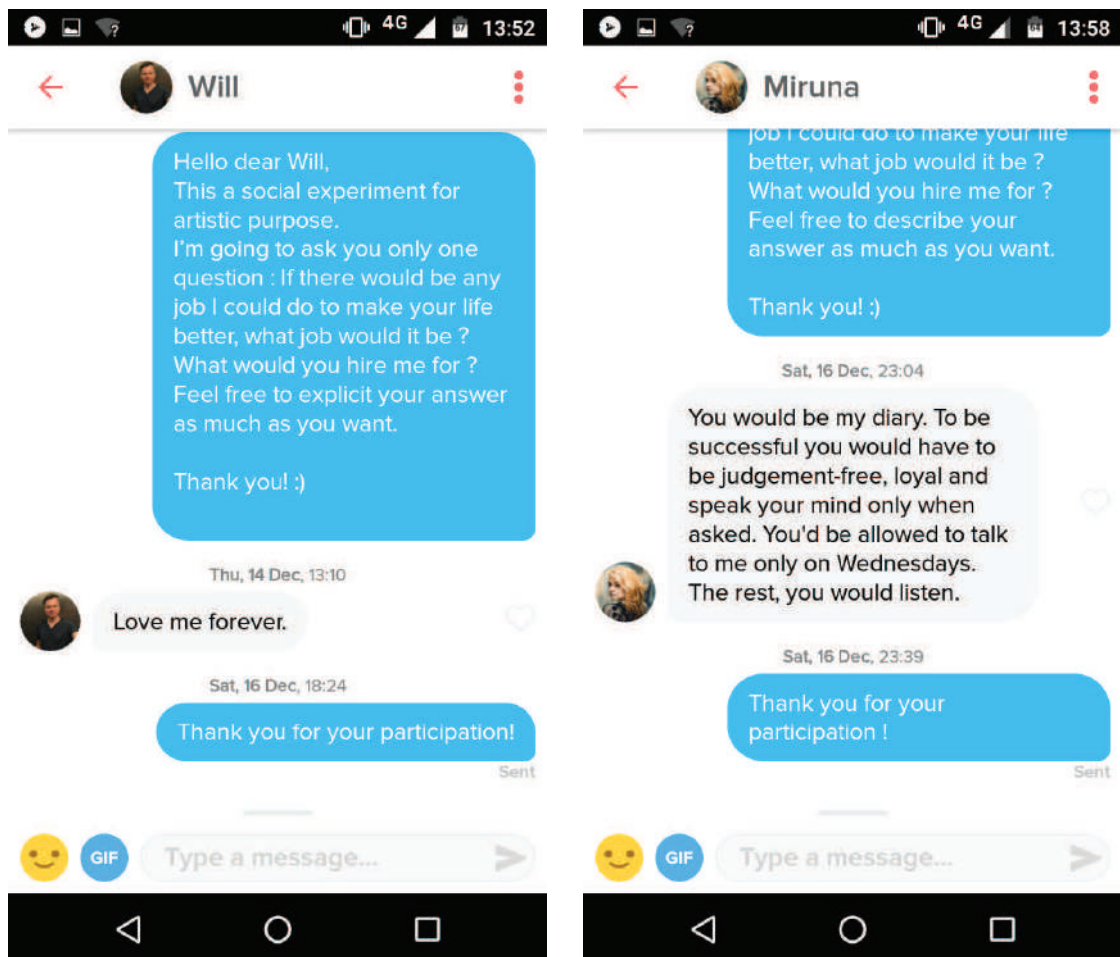 4G
67
13:52
Will
Hello dear Will,
This a social experiment for
artistic purpose.
I'm going to ask you only one
question : If there would be any
job I could do to make your life
better, what job would it be ?
What would you hire me for ?
Feel free to explicit your answer
as much as you want.
Thank you! :)
Thu, 14 Dec, 13:10
Love me forever.
Sat, 16 Dec, 18:24
Thank you for your participation!
Sent
GIF
Type a message...
4G
64
13:58
Miruna
job I could do to make your life
better, what job would it be ?
What would you hire me for ?
Feel free to describe your
answer as much as you want.
Thank you! :)
Sat, 16 Dec, 23:04
You would be my diary. To be
successful you would have to
be judgement-free, loyal and
speak your mind only when
asked. You'd be allowed to talk
to me only on Wednesdays.
The rest, you would listen.
Sat, 16 Dec, 23:39
Thank you for your
participation !
Sent
GIF
Type a message...